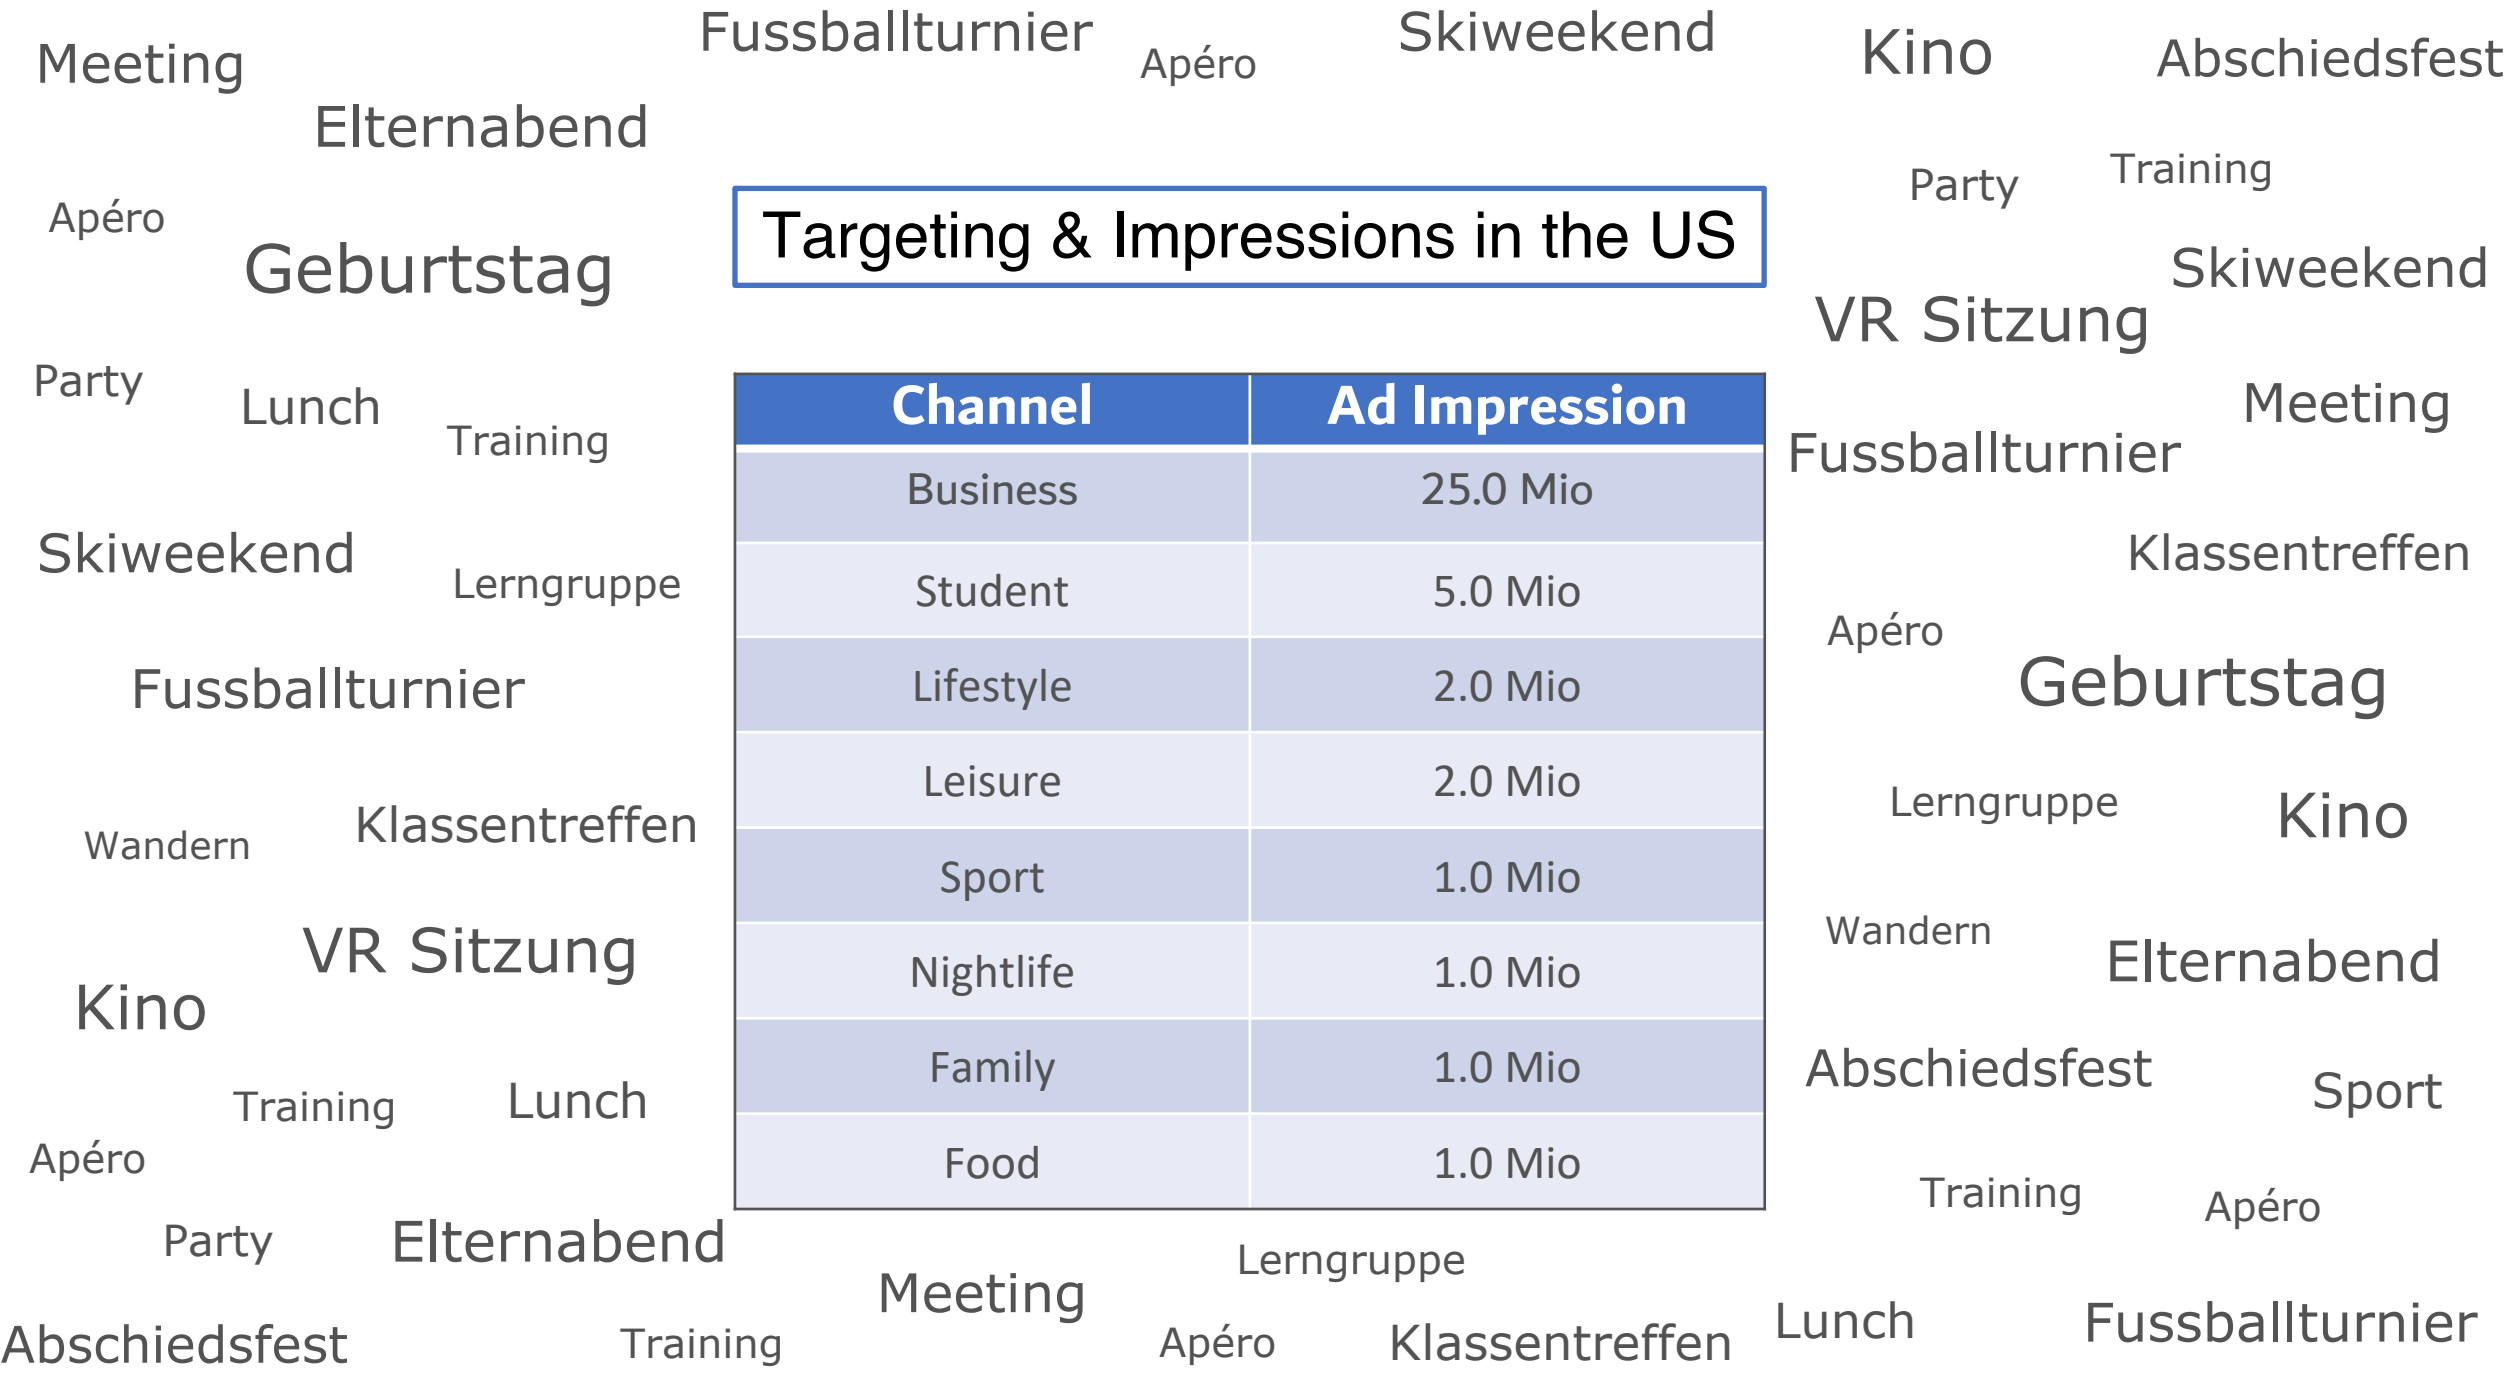 Fussballturnier
Skiweekend
Meeting
Apéro
Kino
Abschiedsfest
Elternabend
Party
Training
Apéro
Targeting & Impressions in the US
Geburtstag
Skiweekend
VR Sitzung
Party
Lunch
Training
Channel Ad Impression
Meeting
Fussballturnier
Business 25.0 Mio
Skiweekend
Lerngruppe
Student 5.0 Mio
Klassentreffen
Apéro
Fussballturnier
Lifestyle 2.0 Mio
Geburtstag
Leisure 2.0 Mio
Lerngruppe
Kino
Wandern
Klassentreffen
Sport 1.0 Mio
Wandern
VR Sitzung
Nightlife 1.0 Mio
Elternabend
Kino
Family 1.0 Mio
Abschiedsfest
Sport
Training
Lunch
Apéro
Food 1.0 Mio
Training
Apéro
Party
Elternabend
Lerngruppe
Meeting
Abschiedsfest
Training
Apéro
Klassentreffen
Lunch
Fussballturnier